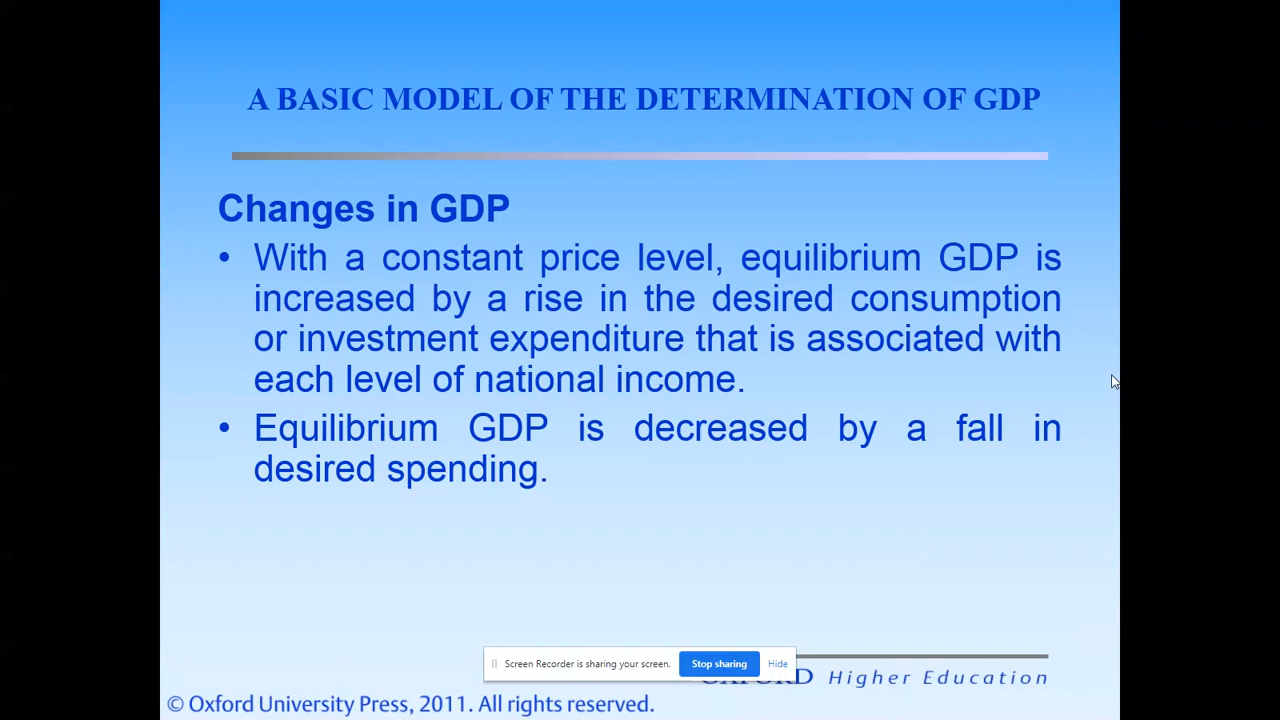 A BASIC MODEL OF THE DETERMINATION OF GDP
Changes in GDP
• With a constant price level, equilibrium GDP is
increased by a rise in the desired consumption
or investment expenditure that is associated with
each level of national income.
• Equilibrium GDP is decreased by a fall in
desired spending.
Screen Recorder is sharing your screen. Stop sharing Hide
Higher Education
© Oxford University Press, 2011. All rights reserved.